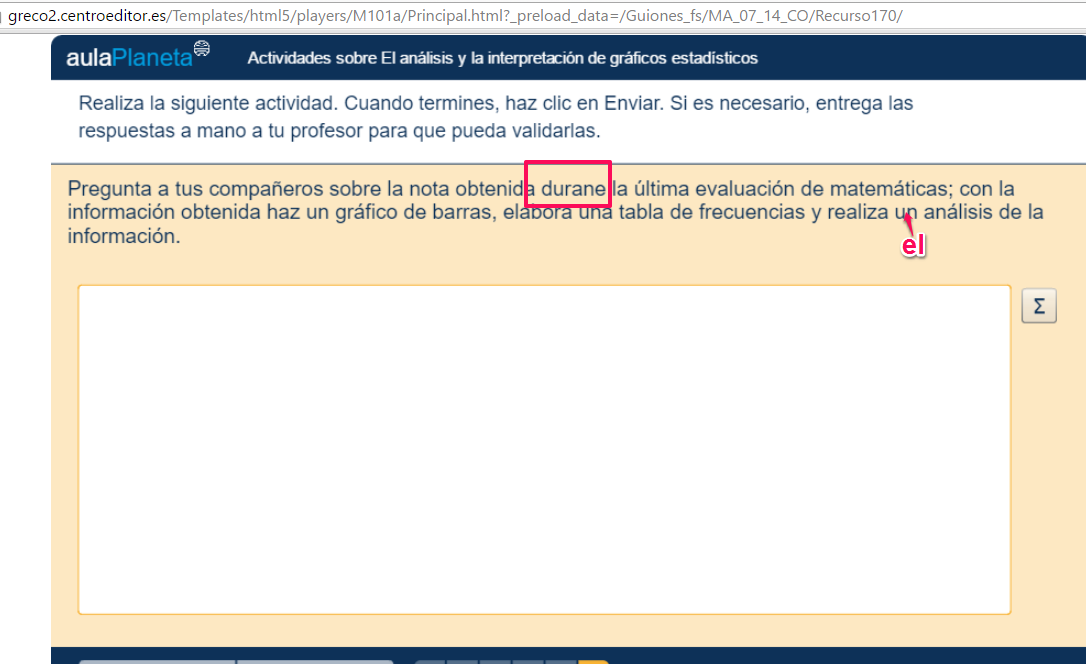 greco2.centroeditor.es/Templates/html5/players/M101a/Principal.html?_preload_data=/Guiones_fs/MA_07_14_CO/Recurso170/
aulaPlaneta Actividades sobre El análisis y la interpretación de gráficos estadísticos
Realiza la siguiente actividad. Cuando termines, haz clic en Enviar. Si es necesario, entrega las
respuestas a mano a tu profesor para que pueda validarlas.
Pregunta a tus compañeros sobre la nota obtenida durane la última evaluación de matemáticas; con la
información obtenida haz un gráfico de barras, elabora una tabla de frecuencias y realiza un análisis de la
información.
el
Σ